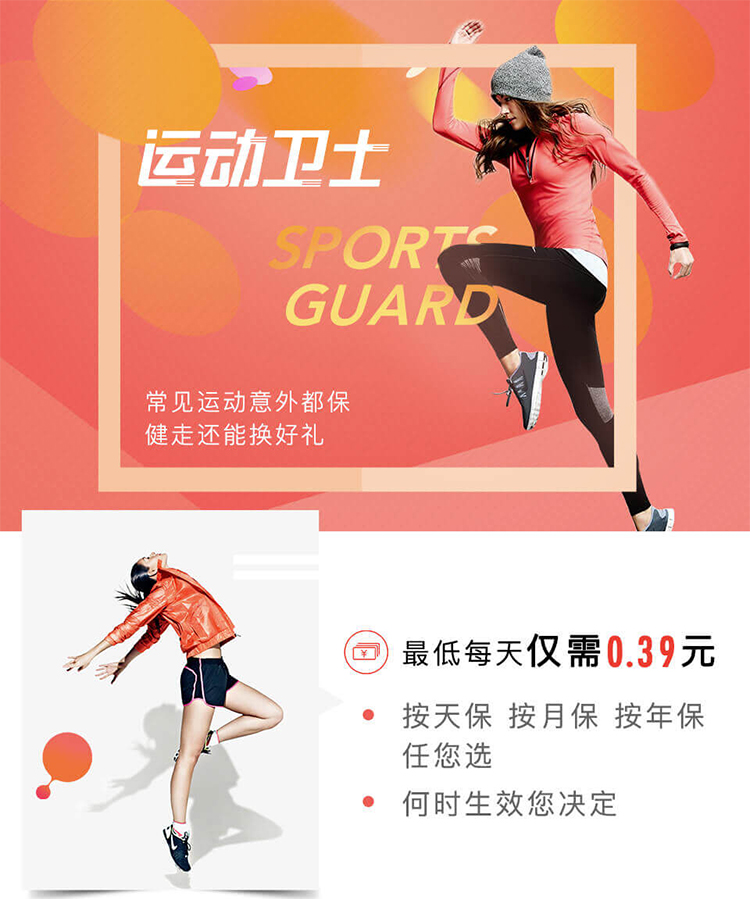 运动卫士
SPORTS
GUARD
常见运动意外都保
健走还能换好礼
¥
最低每天仅需0.39元
按天保 按月保 按年保
任您选
何时生效您决定